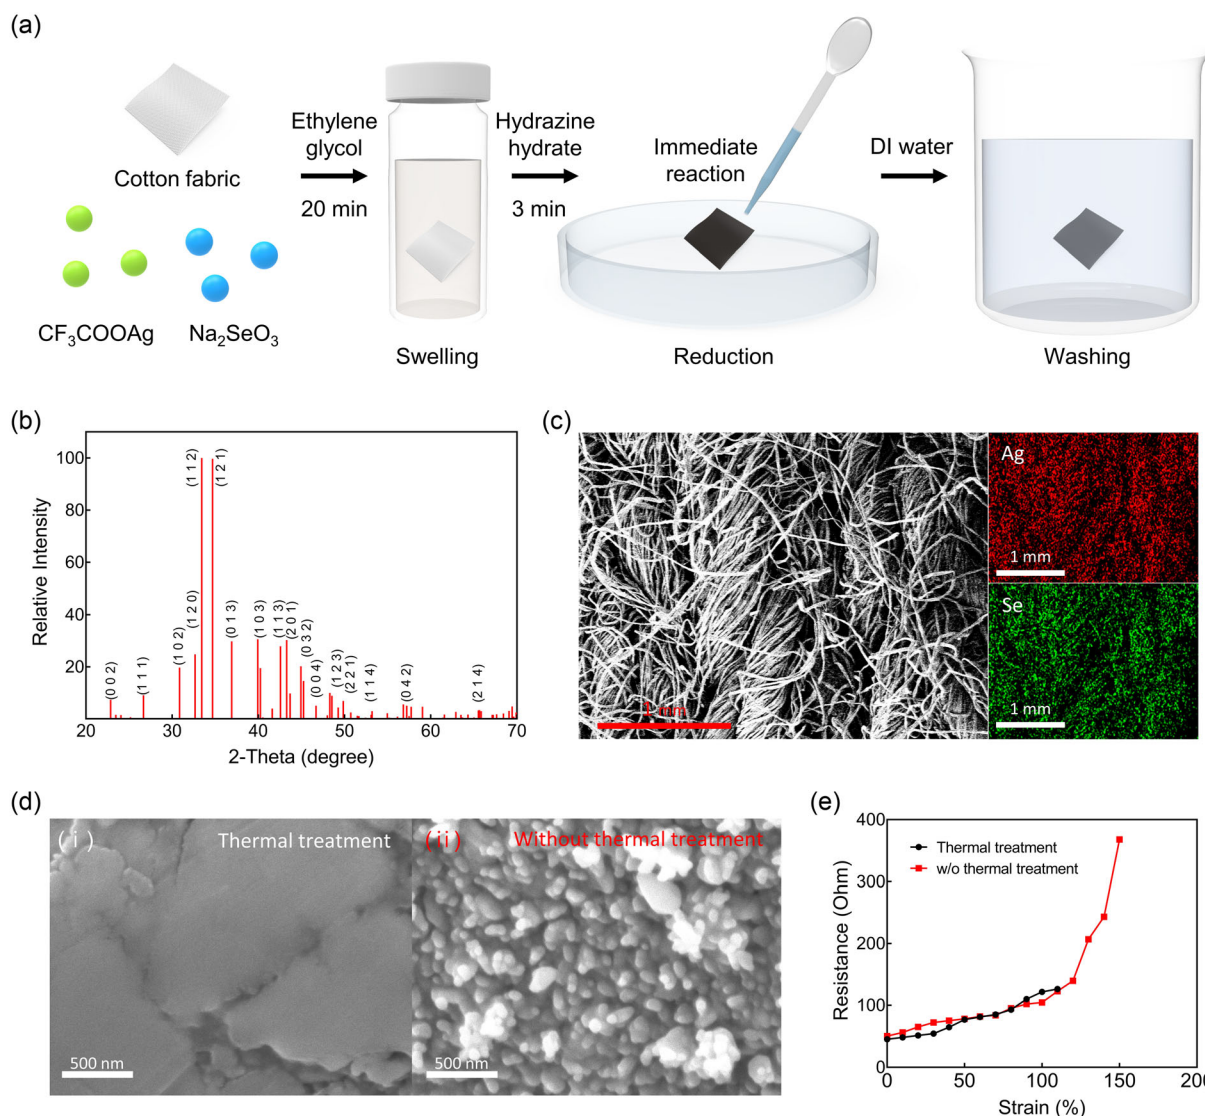 (a)
Cotton fabric
CF₃COOAg
Na₂SeO₃
Ethylene
glycol
20 min
Swelling
Hydrazine
hydrate
3 min
Immediate
reaction
Reduction
DI water
Washing
(b)
Relative Intensity
100
80
60
40
20
(0 0 2)
(1 1 1)
(1 0 2)
(1 2 0)
(1 1 2)
(1 2 1)
(0 1 3)
(1 0 3)
(1 1 3)
(2 0 1)
(0 3 2)
(0 0 4)
(1 2 3)
(2 2 1)
(1 1 4)
(0 4 2)
(2 1 4)
20 30 40 50 60 70
2-Theta (degree)
(c)
1 mm
Ag
1 mm
Se
1 mm
(d)
(i) Thermal treatment
500 nm
(ii) Without thermal treatment
500 nm
(e)
Resistance (Ohm)
400
300
200
100
0
Thermal treatment
w/o thermal treatment
0 50 100 150 200
Strain (%)